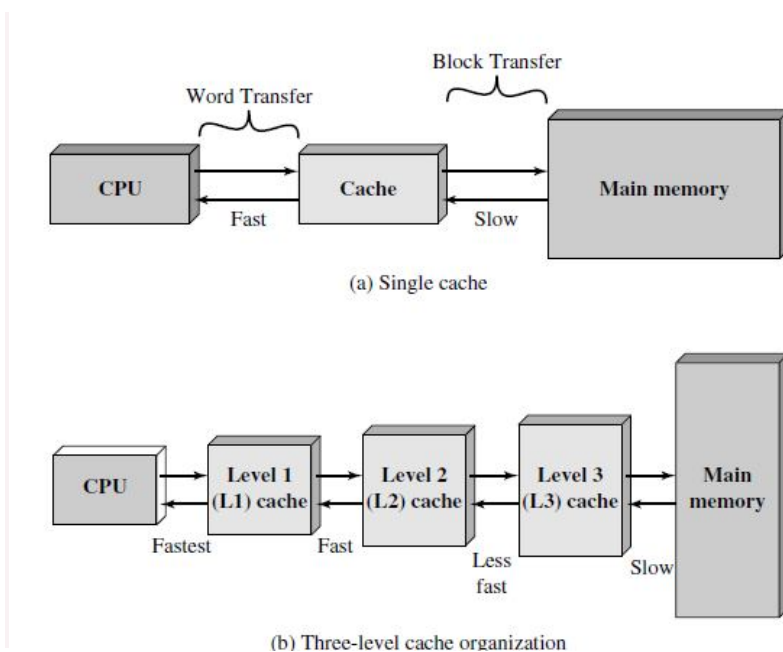 Block Transfer
Word Transfer
CPU
Cache
Main memory
Fast
Slow
(a) Single cache
CPU
Level 1
(L1) cache
Level 2
(L2) cache
Level 3
(L3) cache
Main
memory
Fastest
Fast
Less
fast
Slow
(b) Three-level cache organization